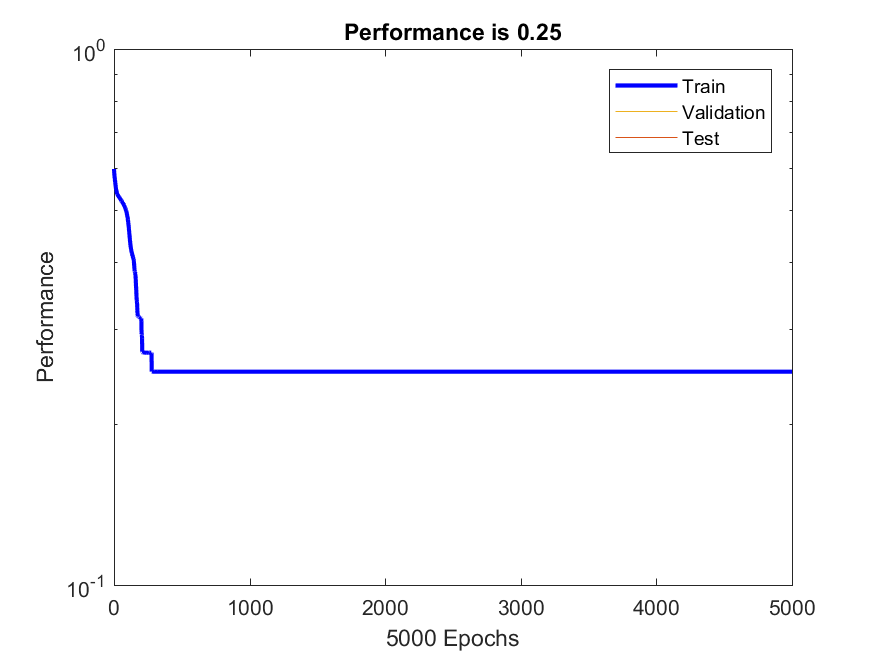 Performance is 0.25
10^0
Train
Validation
Test
Performance
10^-1
0 1000 2000 3000 4000 5000
5000 Epochs